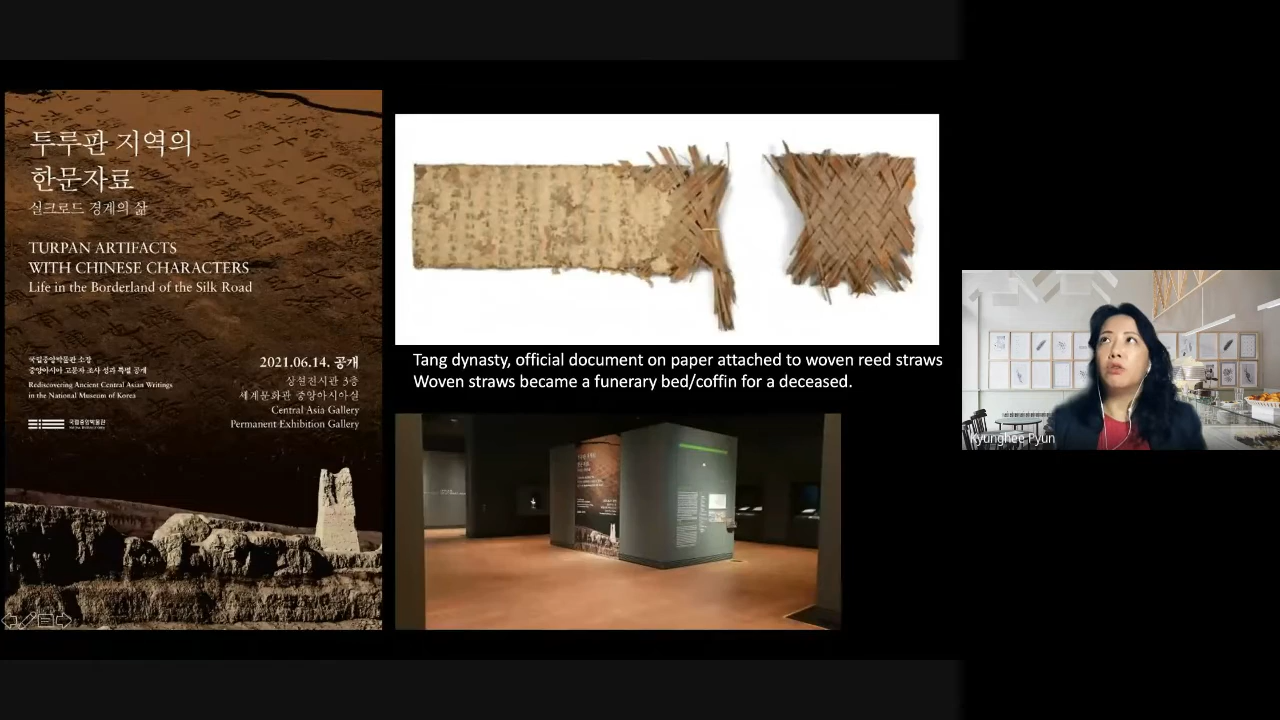 투루판 지역의
한문자료
실크로드 경계의 삶
TURPAN ARTIFACTS
WITH CHINESE CHARACTERS
Life in the Borderland of the Silk Road
국립중앙박물관 소장
중앙아시아 고문자 조사 성과 특별 공개
Rediscovering Ancient Central Asian Writings
in the National Museum of Korea
국립중앙박물관
2021.06.14. 공개
상설전시관 3층
세계문화관 중앙아시아실
Central Asia Gallery
Permanent Exhibition Gallery
Tang dynasty, official document on paper attached to woven reed straws
Woven straws became a funerary bed/coffin for a deceased.
Kyunghee Pyun